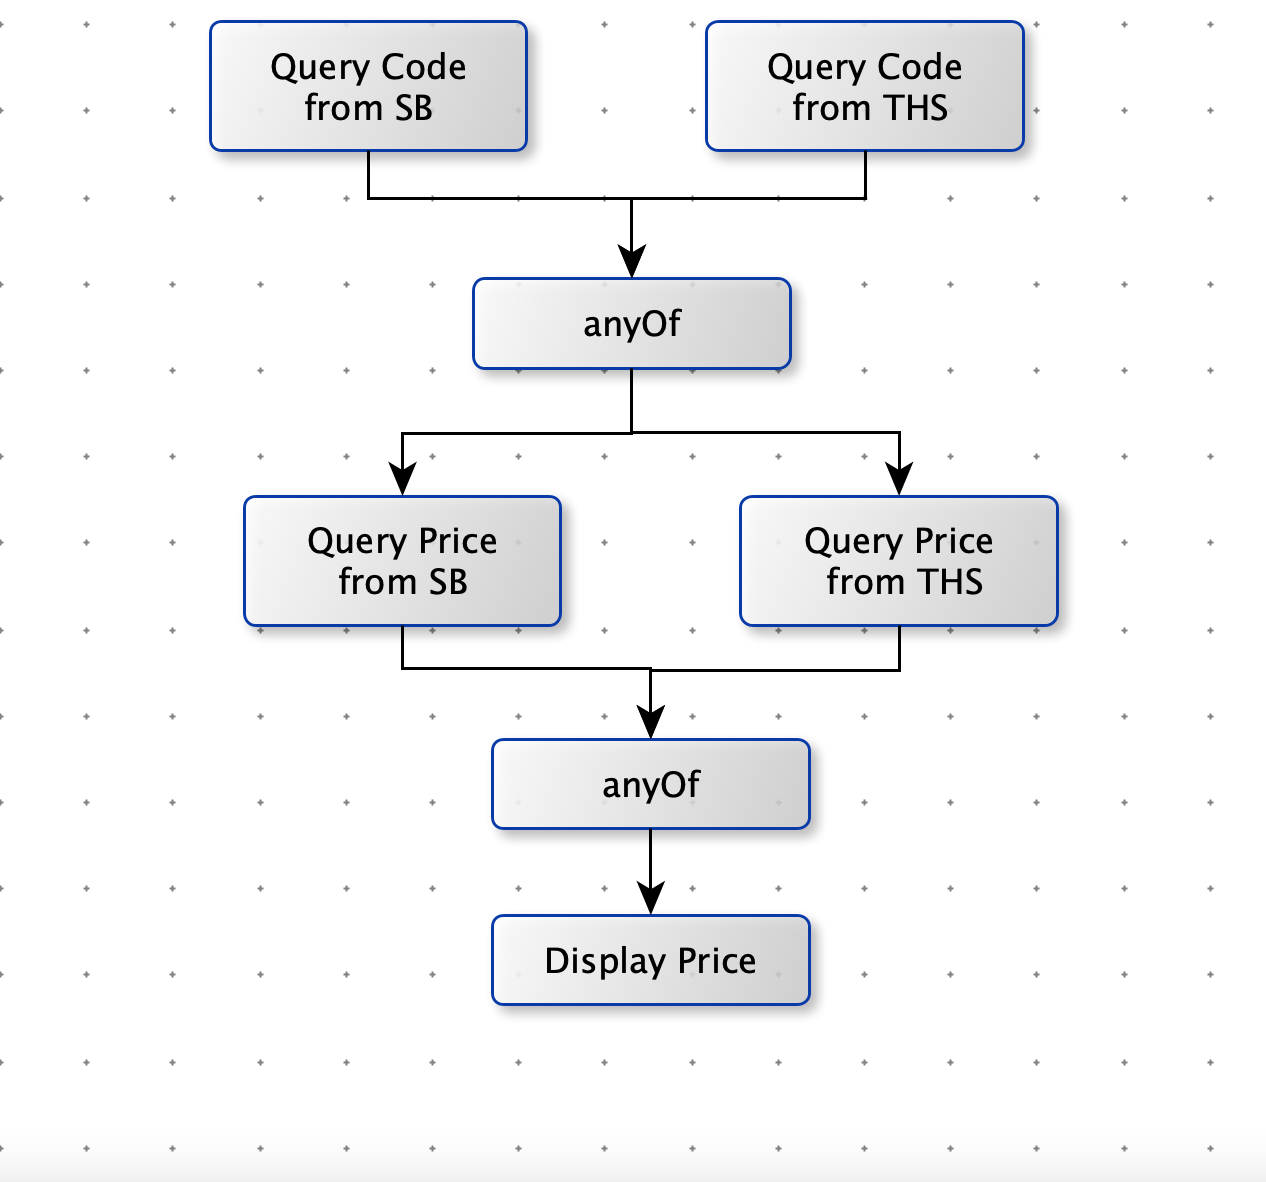 Query Code
from SB
Query Code
from THS
anyOf
Query Price
from SB
Query Price
from THS
anyOf
Display Price